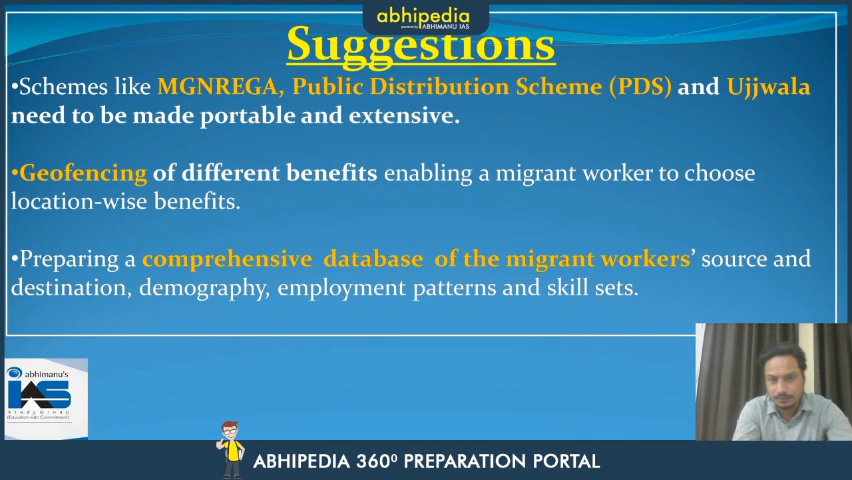 abhipedia
powered by ABHIMANU IAS
Suggestions
•Schemes like MGNREGA, Public Distribution Scheme (PDS) and Ujjwala
need to be made portable and extensive.
•Geofencing of different benefits enabling a migrant worker to choose
location-wise benefits.
•Preparing a comprehensive database of the migrant workers' source and
destination, demography, employment patterns and skill sets.
abhimanu's
IAS
Study Group
(Education with Commitment)
ABHIPEDIA 360⁰ PREPARATION PORTAL